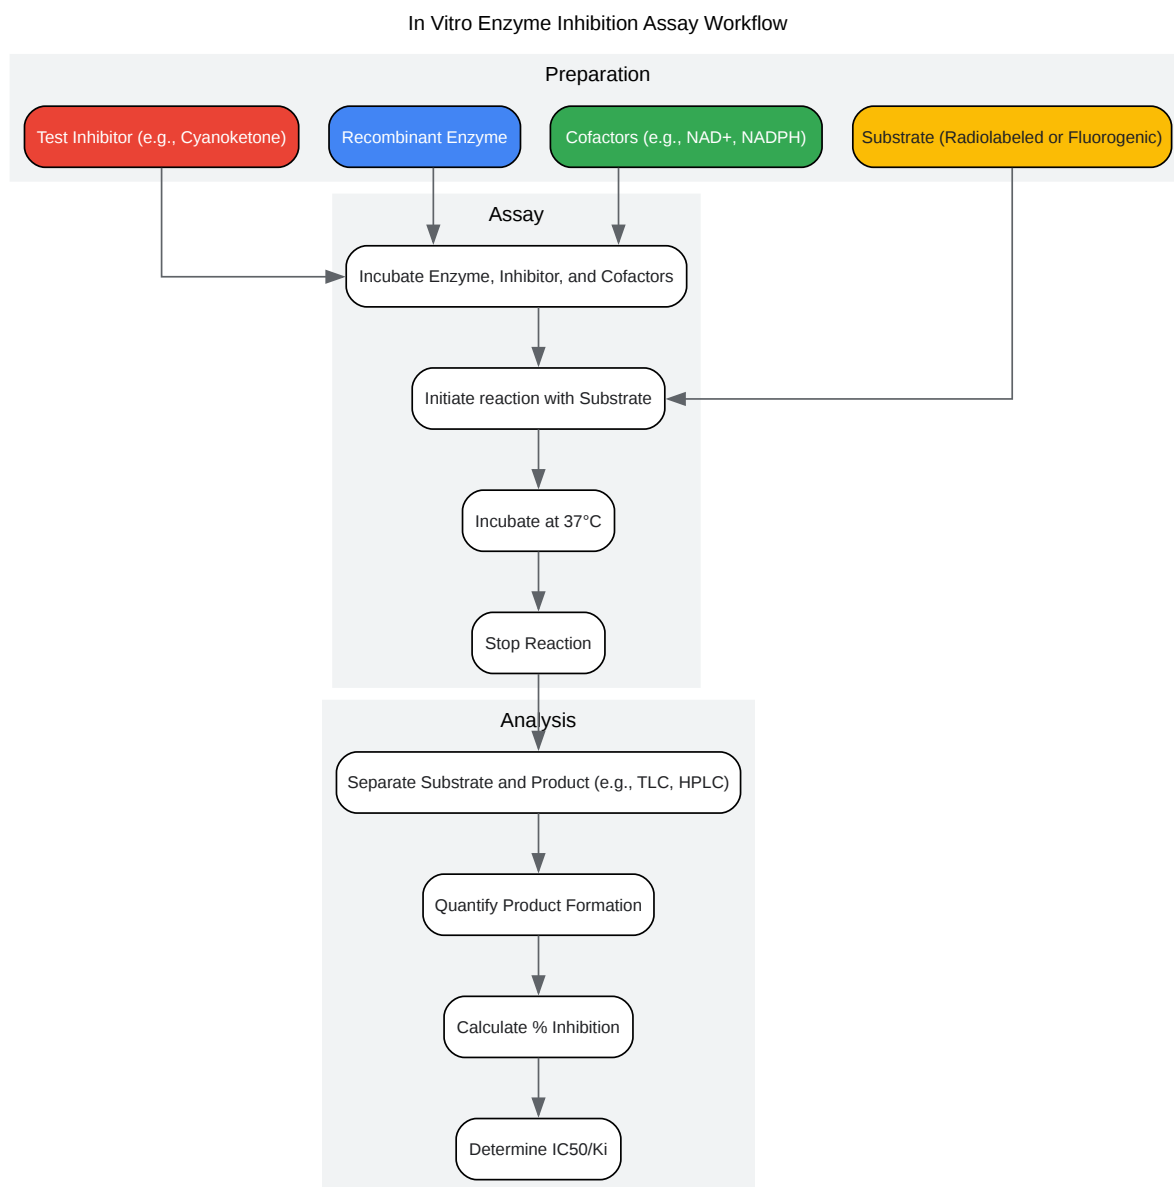 In Vitro Enzyme Inhibition Assay Workflow
Preparation
Test Inhibitor (e.g., Cyanoketone)
Recombinant Enzyme
Cofactors (e.g., NAD+, NADPH)
Substrate (Radiolabeled or Fluorogenic)
Assay
Incubate Enzyme, Inhibitor, and Cofactors
Initiate reaction with Substrate
Incubate at 37°C
Stop Reaction
Analysis
Separate Substrate and Product (e.g., TLC, HPLC)
Quantify Product Formation
Calculate % Inhibition
Determine IC50/Ki